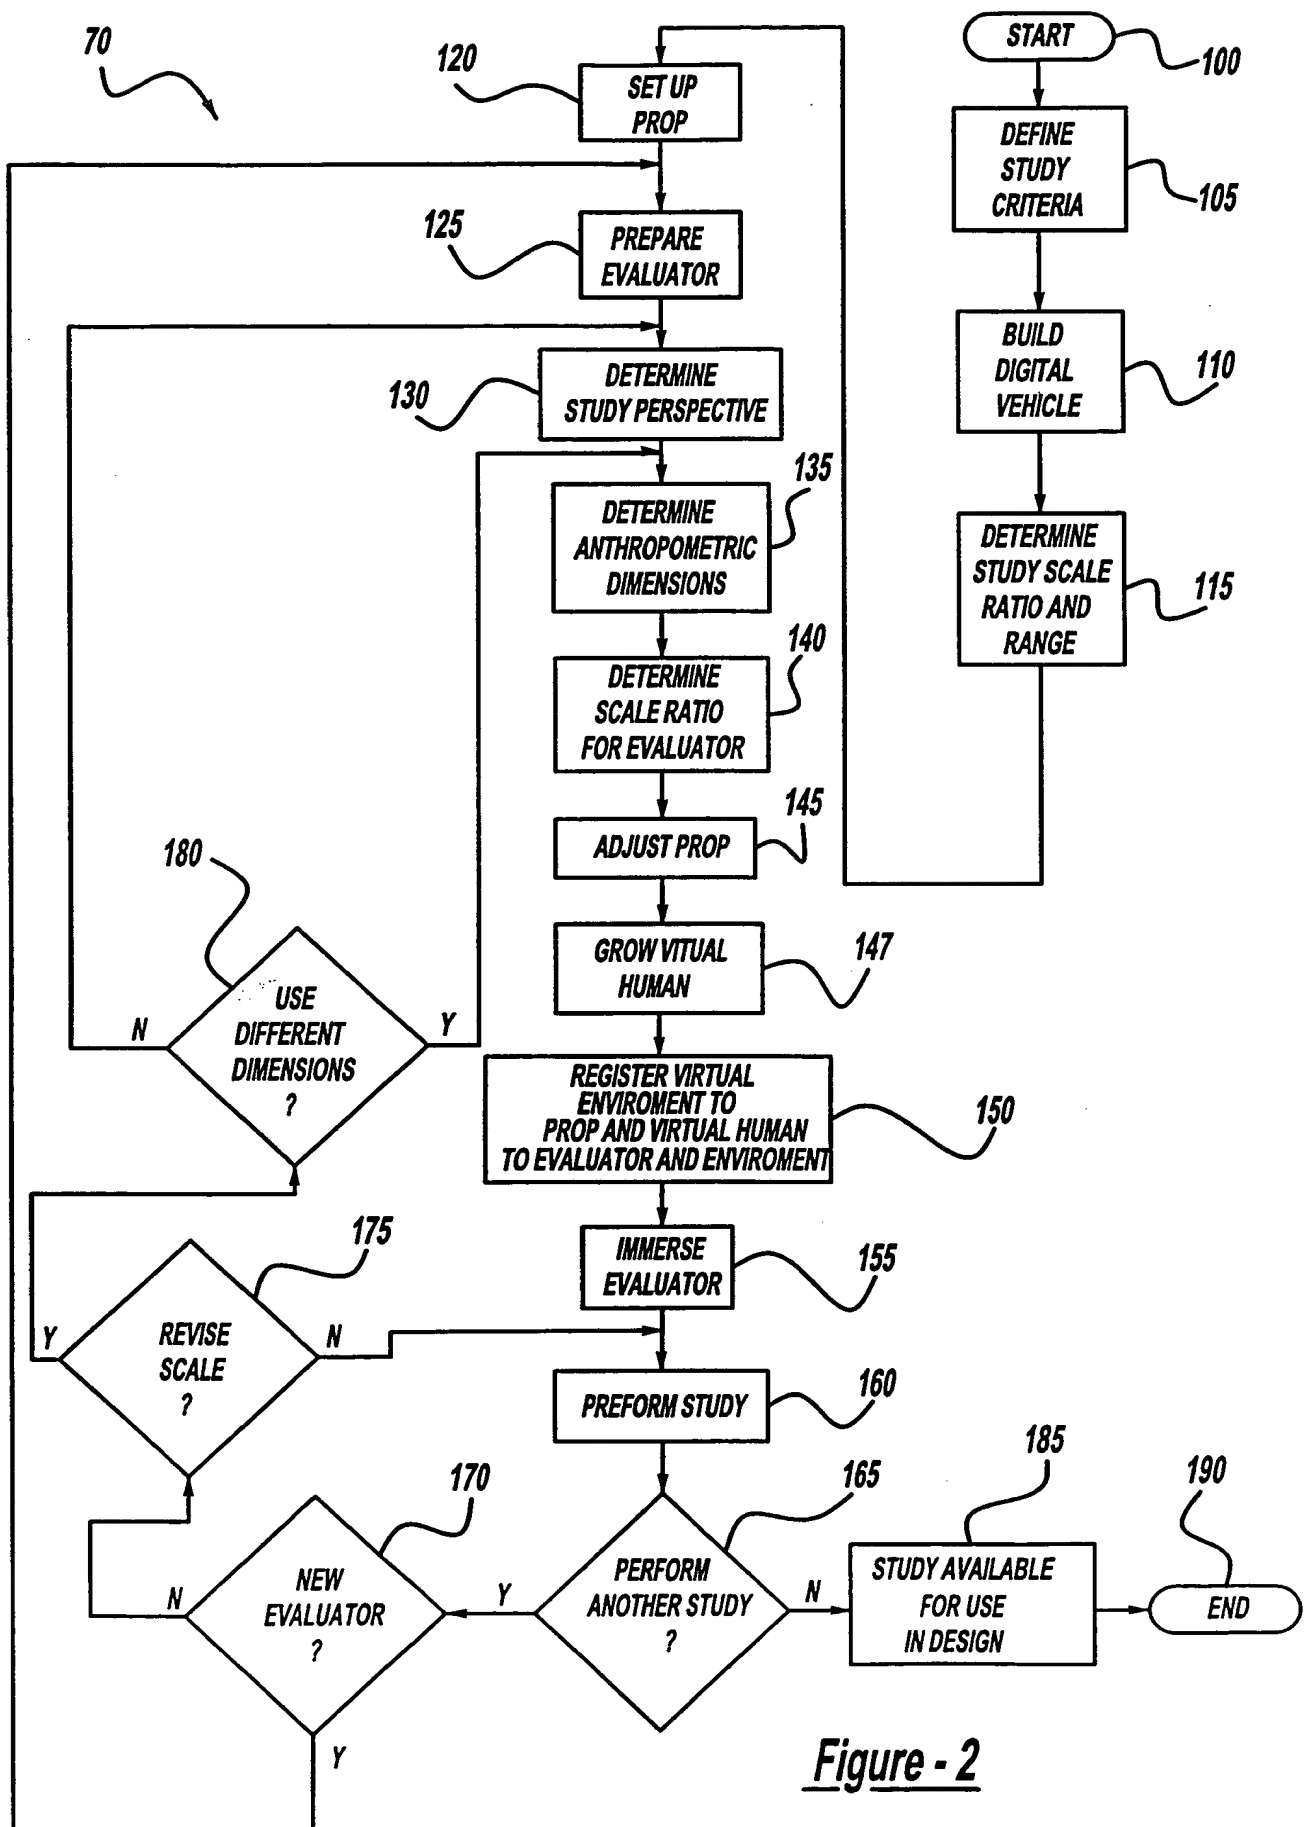 70
START
100
DEFINE
STUDY
CRITERIA
105
BUILD
DIGITAL
VEHICLE
110
DETERMINE
STUDY SCALE
RATIO AND
RANGE
115
120
SET UP
PROP
125
PREPARE
EVALUATOR
130
DETERMINE
STUDY PERSPECTIVE
135
DETERMINE
ANTHROPOMETRIC
DIMENSIONS
140
DETERMINE
SCALE RATIO
FOR EVALUATOR
145
ADJUST PROP
147
GROW VITUAL
HUMAN
150
REGISTER VIRTUAL
ENVIROMENT TO
PROP AND VIRTUAL HUMAN
TO EVALUATOR AND ENVIROMENT
155
IMMERSE
EVALUATOR
160
PREFORM STUDY
165
PERFORM
ANOTHER STUDY
?
Y
N
170
NEW
EVALUATOR
?
N
Y
175
REVISE
SCALE
?
Y
N
180
USE
DIFFERENT
DIMENSIONS
?
N
Y
185
STUDY AVAILABLE
FOR USE
IN DESIGN
190
END
Figure - 2